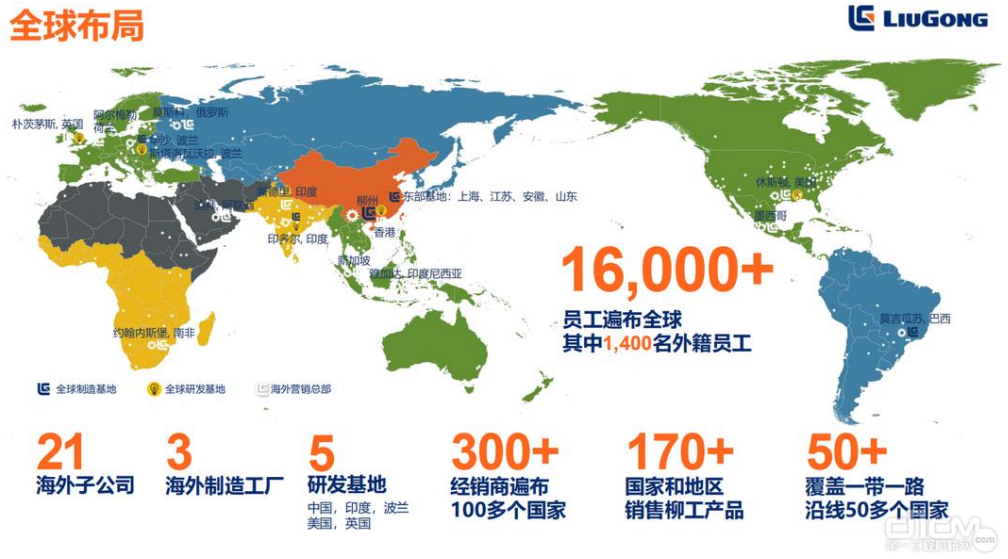 全球布局
LIUGONG
朴茨茅斯, 英国
阿尔梅勒
荷兰
莫斯科, 俄罗斯
波兰
斯塔洛瓦沃拉, 波兰
新德里, 印度
印多尔, 印度
柳州
东部基地：上海、江苏、安徽、山东
香港
新加坡
雅加达, 印度尼西亚
休斯顿, 美国
墨西哥
莫吉瓜苏, 巴西
约翰内斯堡, 南非
16,000+
员工遍布全球
其中1,400名外籍员工
全球制造基地
全球研发基地
海外营销总部
21
海外子公司
3
海外制造工厂
5
研发基地
中国，印度，波兰
美国，英国
300+
经销商遍布
100多个国家
170+
国家和地区
销售柳工产品
50+
覆盖一带一路
沿线50多个国家